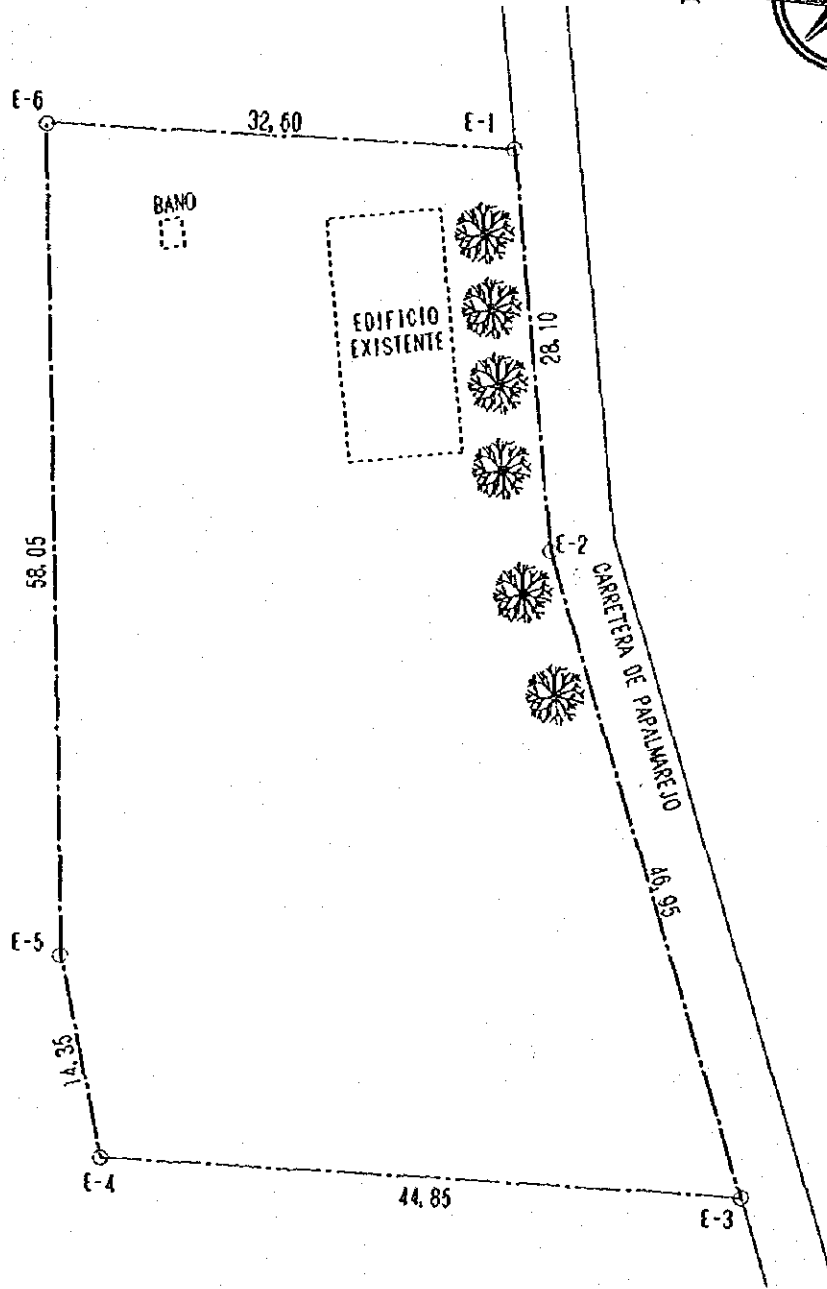 E-6
32,60
E-1
BANO
EDIFICIO
EXISTENTE
28,10
E-2
58,05
CARRETERA DE PAPALMAREJO
46,95
E-5
14,35
E-4
44,85
E-3